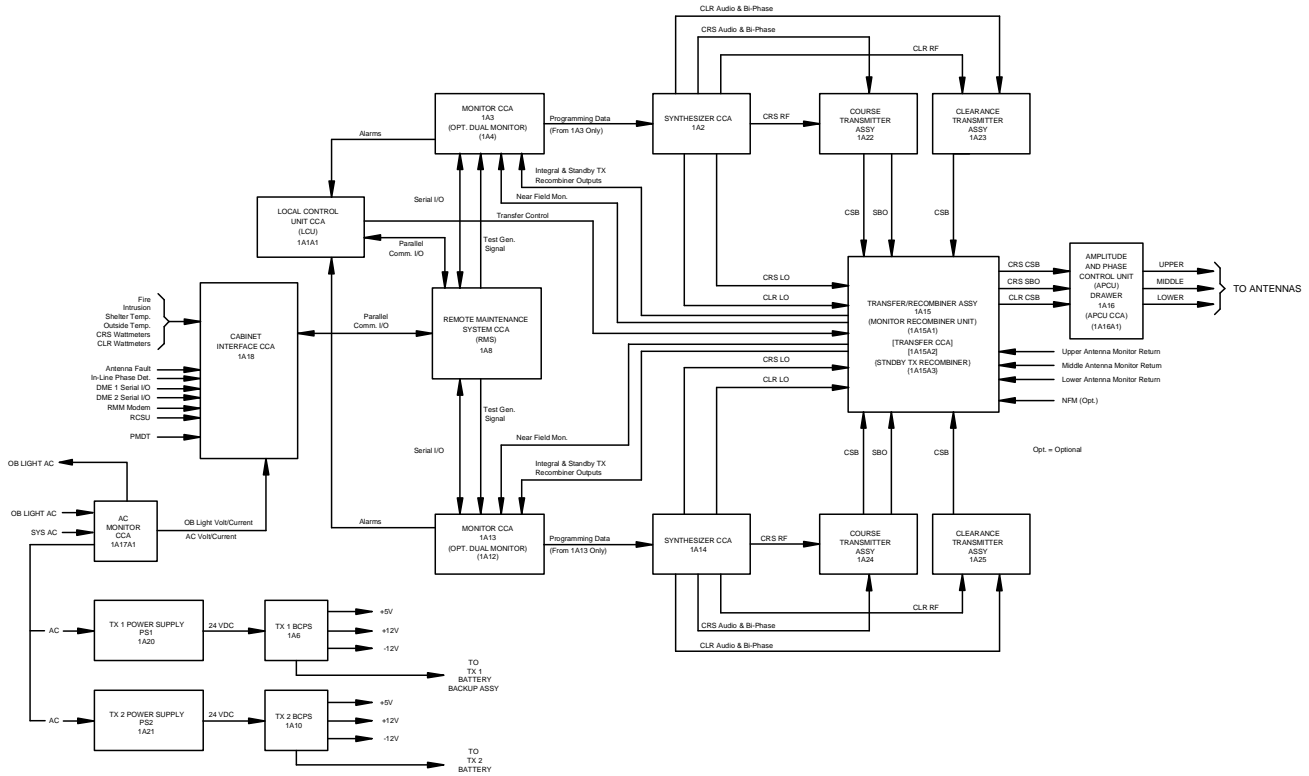 CLR Audio & Bi-Phase
CRS Audio & Bi-Phase
CLR RF
MONITOR CCA
1A3
(OPT. DUAL MONITOR)
(1A4)
Programming Data
(From 1A3 Only)
SYNTHESIZER CCA
1A2
CRS RF
COURSE
TRANSMITTER
ASSY
1A22
CLEARANCE
TRANSMITTER
ASSY
1A23
Alarms
Integral & Standby TX
Recombiner Outputs
Serial I/O
Near Field Mon.
LOCAL CONTROL
UNIT CCA
(LCU)
1A1A1
Transfer Control
Parallel
Comm. I/O
Test Gen.
Signal
CSB
SBO
CSB
CRS LO
CLR LO
TRANSFER/RECOMBINER ASSY
1A15
(MONITOR RECOMBINER UNIT)
(1A15A1)
[TRANSFER CCA]
[1A15A2]
(STNDBY TX RECOMBINER)
(1A15A3)
CRS CSB
CRS SBO
CLR CSB
AMPLITUDE
AND PHASE
CONTROL UNIT
(APCU)
DRAWER
1A16
(APCU CCA)
(1A16A1)
UPPER
MIDDLE
LOWER
TO ANTENNAS
Fire
Intrusion
Shelter Temp.
Outside Temp.
CRS Wattmeters
CLR Wattmeters
CABINET
INTERFACE CCA
1A18
Parallel
Comm. I/O
REMOTE MAINTENANCE
SYSTEM CCA
(RMS)
1A8
CRS LO
CLR LO
Upper Antenna Monitor Return
Middle Antenna Monitor Return
Lower Antenna Monitor Return
NFM (Opt.)
Antenna Fault
In-Line Phase Det.
DME 1 Serial I/O
DME 2 Serial I/O
RMM Modem
RCSU
PMDT
Test Gen.
Signal
Serial I/O
Near Field Mon.
Integral & Standby TX
Recombiner Outputs
CSB
SBO
CSB
Opt. = Optional
OB LIGHT AC
OB LIGHT AC
SYS AC
AC
MONITOR
CCA
1A17A1
OB Light Volt/Current
AC Volt/Current
Alarms
MONITOR CCA
1A13
(OPT. DUAL MONITOR)
(1A12)
Programming Data
(From 1A13 Only)
SYNTHESIZER CCA
1A14
CRS RF
COURSE
TRANSMITTER
ASSY
1A24
CLEARANCE
TRANSMITTER
ASSY
1A25
CLR RF
CRS Audio & Bi-Phase
CLR Audio & Bi-Phase
AC
TX 1 POWER SUPPLY
PS1
1A20
24 VDC
TX 1 BCPS
1A6
+5V
+12V
-12V
TO
TX 1
BATTERY
BACKUP ASSY
AC
TX 2 POWER SUPPLY
PS2
1A21
24 VDC
TX 2 BCPS
1A10
+5V
+12V
-12V
TO
TX 2
BATTERY